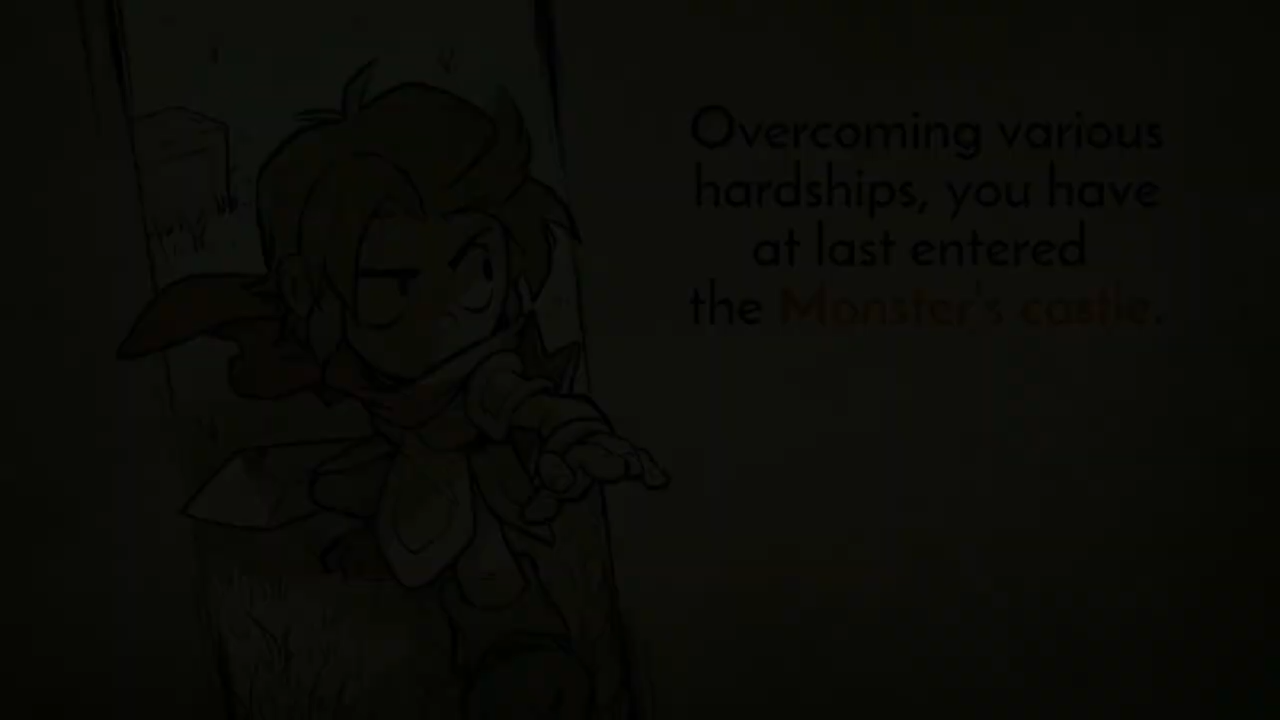 Overcoming various
hardships, you have
at last entered
the Monster's castle.